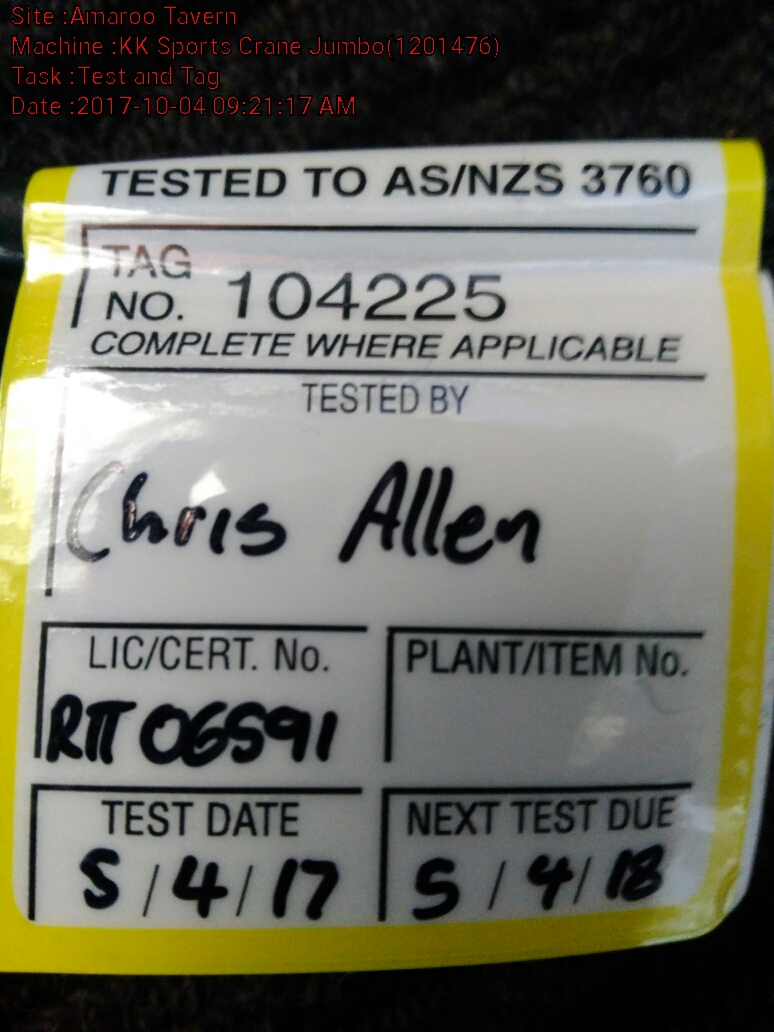 Site :Amaroo Tavern
Machine :KK Sports Crane Jumbo(1201476)
Task :Test and Tag
Date :2017-10-04 09:21:17 AM
TESTED TO AS/NZS 3760
TAG
NO. 104225
COMPLETE WHERE APPLICABLE
TESTED BY
Chris Allen
LIC/CERT. No.
RTT 06591
PLANT/ITEM No.
TEST DATE
5/4/17
NEXT TEST DUE
5/4/18